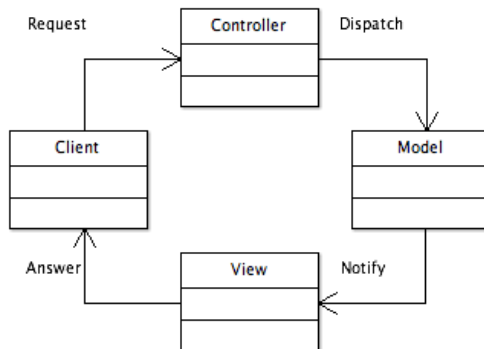 Request
Controller
Dispatch
Client
Model
Answer
View
Notify